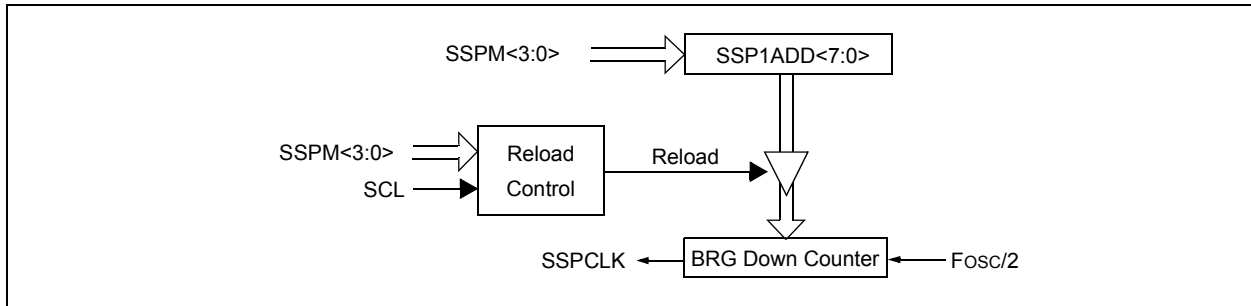 SSPM<3:0>
SSP1ADD<7:0>
SSPM<3:0>
SCL
Reload
Control
Reload
SSPCLK
BRG Down Counter
FOSC/2